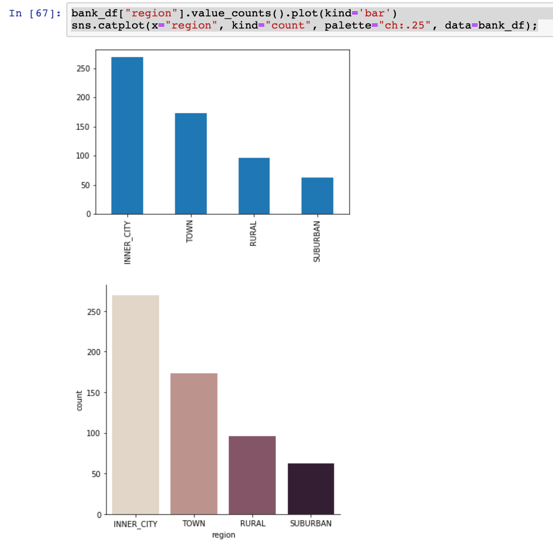 In [67]: bank_df["region"].value_counts().plot(kind='bar')
sns.catplot(x="region", kind="count", palette="ch:.25", data=bank_df);
250
200
150
100
50
0
INNER_CITY
TOWN
RURAL
SUBURBAN
250
200
150
100
50
0
count
INNER_CITY TOWN RURAL SUBURBAN
region